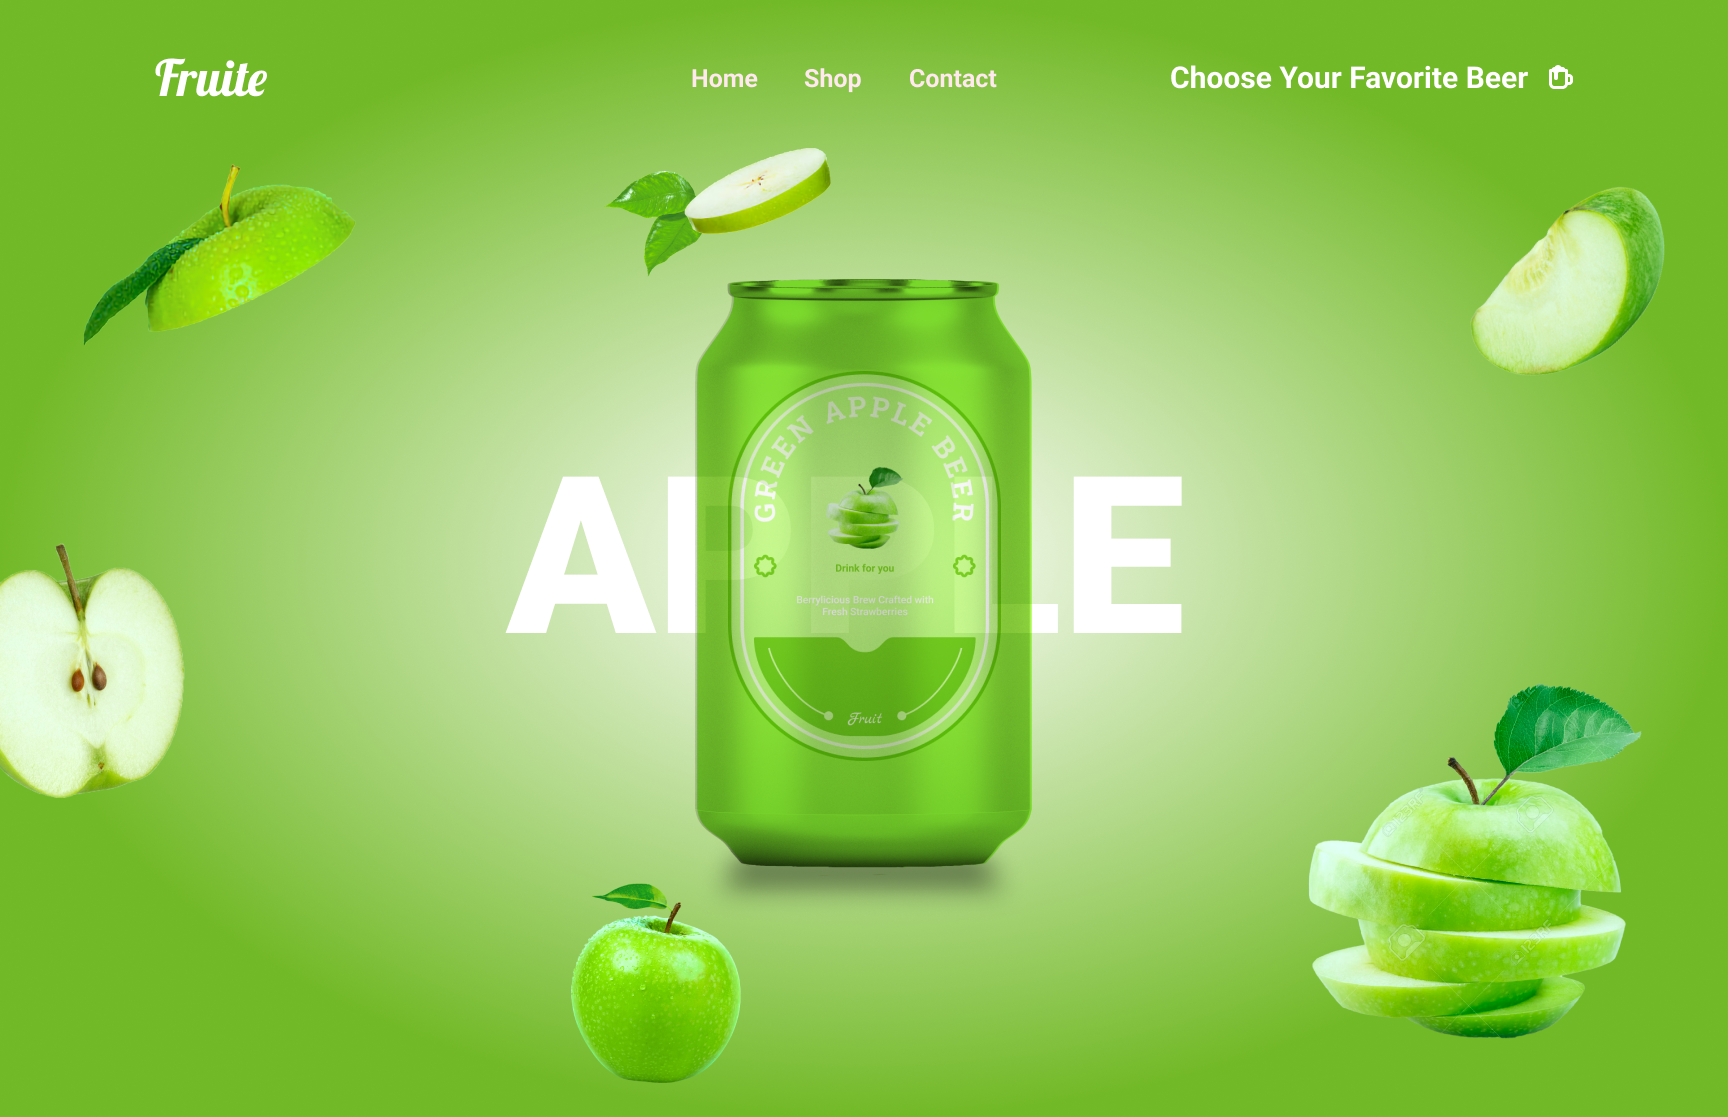 Fruite
Home Shop Contact
Choose Your Favorite Beer
APPLE
GREEN APPLE BEER
Drink for you
Berrylicious Brew Crafted with
Fresh Strawberries
Fruit